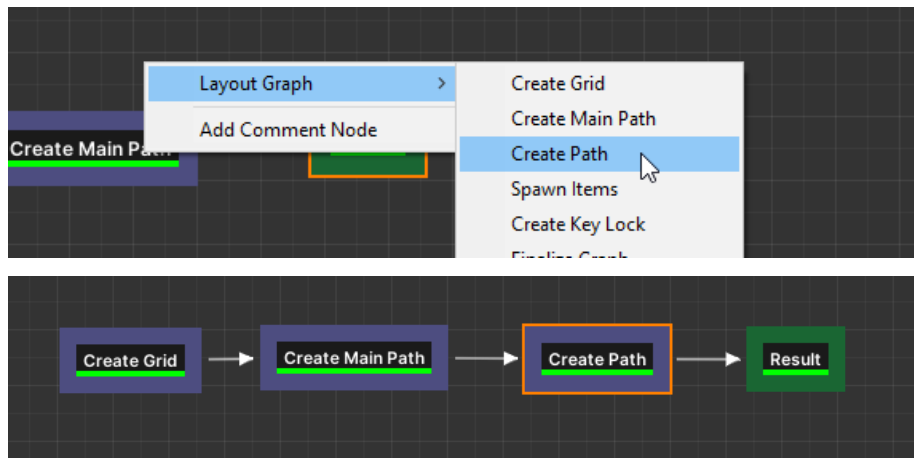 Layout Graph
Add Comment Node
Create Grid
Create Main Path
Create Path
Spawn Items
Create Key Lock
Create Main
Create Grid
Create Main Path
Create Path
Result